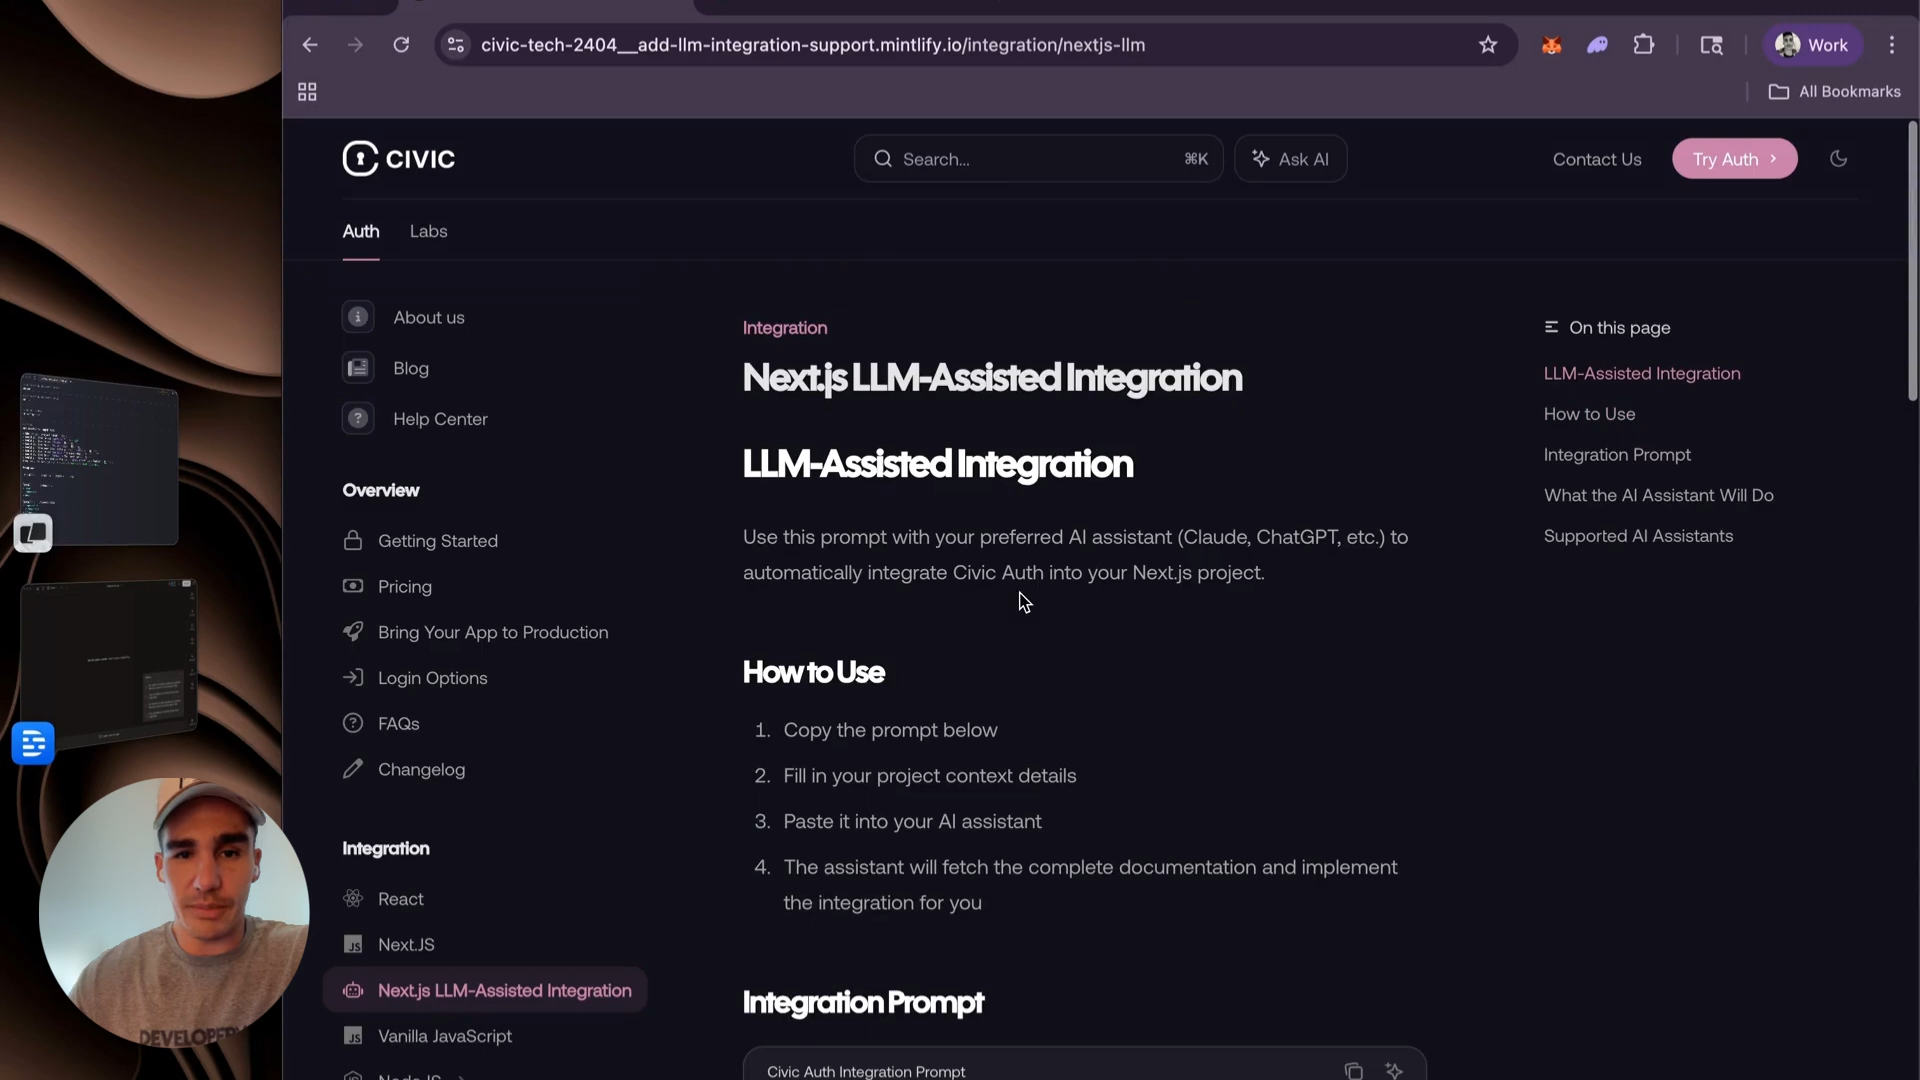 civic-tech-2404__add-llm-integration-support.mintlify.io/integration/nextjs-llm
Work
All Bookmarks
CIVIC
Search...
⌘K
Ask AI
Contact Us
Try Auth
Auth
Labs
About us
Blog
Help Center
Overview
Getting Started
Pricing
Bring Your App to Production
Login Options
FAQs
Changelog
Integration
React
JS
Next.JS
Next.js LLM-Assisted Integration
JS
Vanilla JavaScript
Integration
Next.js LLM-Assisted Integration
LLM-Assisted Integration
Use this prompt with your preferred AI assistant (Claude, ChatGPT, etc.) to
automatically integrate Civic Auth into your Next.js project.
How to Use
1. Copy the prompt below
2. Fill in your project context details
3. Paste it into your AI assistant
4. The assistant will fetch the complete documentation and implement
the integration for you
Integration Prompt
Civic Auth Integration Prompt
On this page
LLM-Assisted Integration
How to Use
Integration Prompt
What the AI Assistant Will Do
Supported AI Assistants